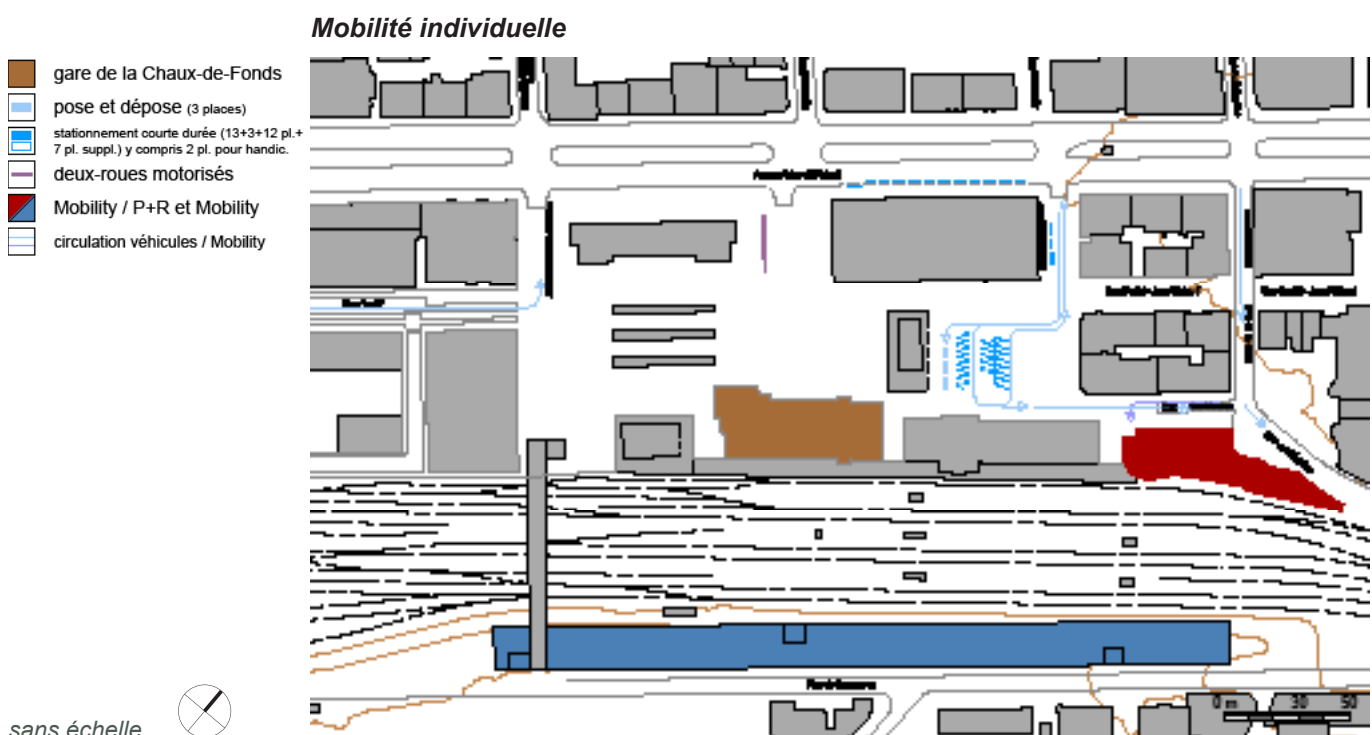 Mobilité individuelle
gare de la Chaux-de-Fonds
pose et dépose (3 places)
stationnement courte durée (13+3+12 pl.+
7 pl. suppl.) y compris 2 pl. pour handic.
deux-roues motorisés
Mobility / P+R et Mobility
circulation véhicules / Mobility
0 m 30 50
sans échelle